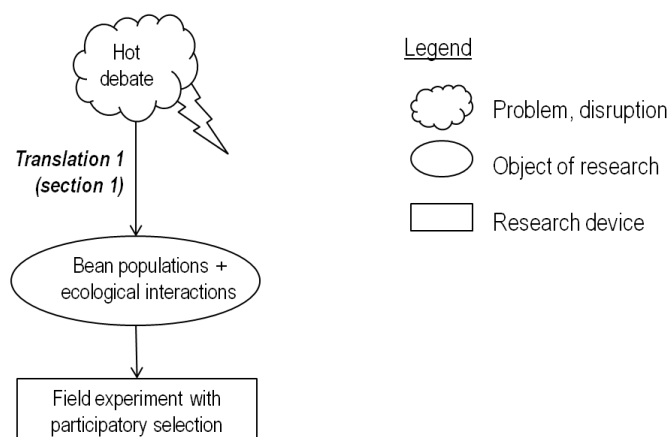 Hot
debate
Translation 1
(section 1)
Bean populations +
ecological interactions
Field experiment with
participatory selection
Legend
Problem, disruption
Object of research
Research device